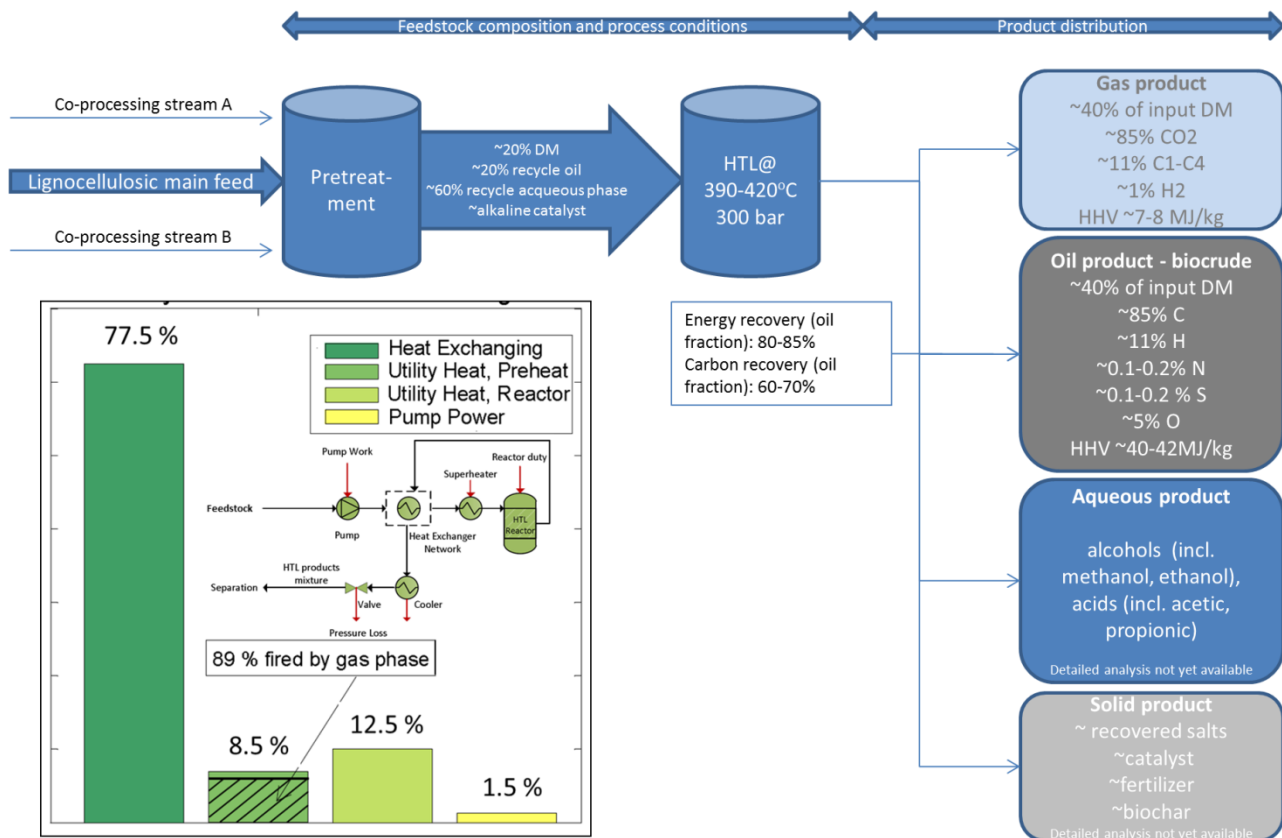 Feedstock composition and process conditions
Product distribution
Co-processing stream A
Lignocellulosic main feed
Co-processing stream B
Pretreat-
ment
~20% DM
~20% recycle oil
~60% recycle acqueous phase
~alkaline catalyst
HTL@
390-420°C
300 bar
Gas product
~40% of input DM
~85% CO2
~11% C1-C4
~1% H2
HHV ~7-8 MJ/kg
Oil product - biocrude
~40% of input DM
~85% C
~11% H
~0.1-0.2% N
~0.1-0.2 % S
~5% O
HHV ~40-42MJ/kg
Energy recovery (oil
fraction): 80-85%
Carbon recovery (oil
fraction): 60-70%
Aqueous product
alcohols (incl.
methanol, ethanol),
acids (incl. acetic,
propionic)
Detailed analysis not yet available
Solid product
~ recovered salts
~catalyst
~fertilizer
~biochar
Detailed analysis not yet available
77.5 %
Heat Exchanging
Utility Heat, Preheat
Utility Heat, Reactor
Pump Power
Pump Work
Superheater
Reactor duty
Feedstock
Pump
Heat Exchanger
Network
HTL
Reactor
HTL products
mixture
Separation
Valve
Cooler
Pressure Loss
89 % fired by gas phase
8.5 %
12.5 %
1.5 %